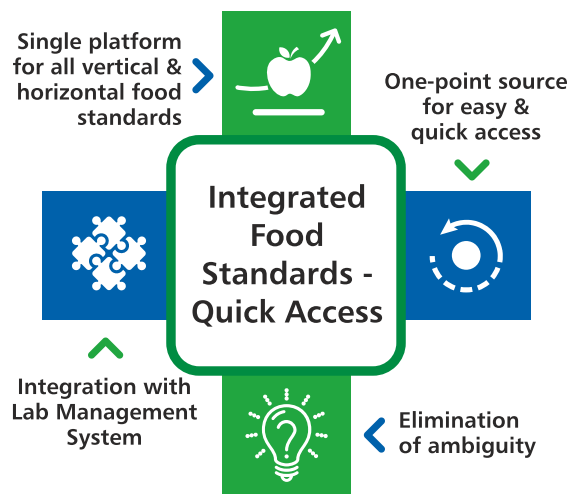 Single platform
for all vertical &
horizontal food
standards
One-point source
for easy &
quick access
Integrated
Food
Standards -
Quick Access
Integration with
Lab Management
System
Elimination
of ambiguity
?